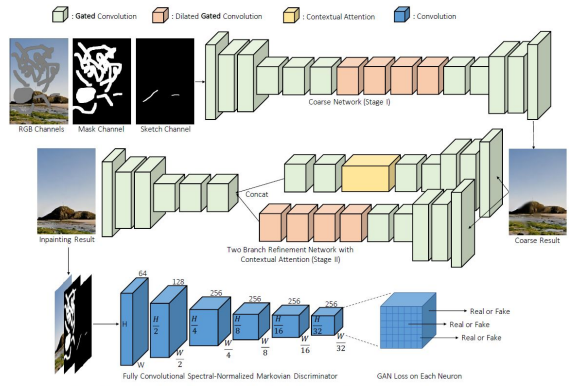 : Gated Convolution : Dilated Gated Convolution : Contextual Attention : Convolution
RGB Channels Mask Channel Sketch Channel
Coarse Network (Stage I)
Concat
Inpainting Result
Coarse Result
Two Branch Refinement Network with
Contextual Attention (Stage II)
64
128
256
256
256
256
H
W
H/2
W/2
H/4
W/4
H/8
W/8
H/16
W/16
H/32
W/32
Real or Fake
Real or Fake
Real or Fake
Fully Convolutional Spectral-Normalized Markovian Discriminator
GAN Loss on Each Neuron